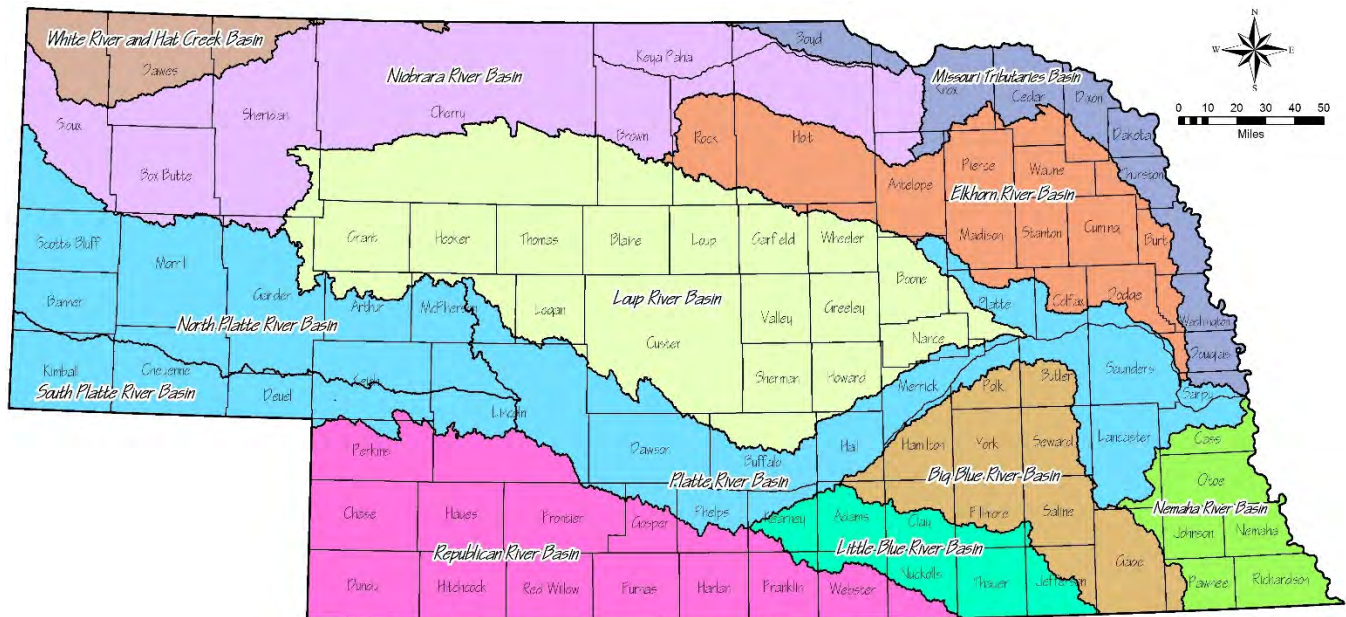 White River and Hat Creek Basin
Dawes
Niobrara River Basin
Keya Paha
Boyd
Missouri Tributaries Basin
Knox
Cedar
Dixon
Dakota
Thurston
N
W
E
S
0 10 20 30 40 50
Miles
Sioux
Sheridan
Cherry
Brown
Rock
Holt
Box Butte
Antelope
Pierce
Wayne
Elkhorn River Basin
Madison
Stanton
Cuming
Burt
Scotts Bluff
Morrill
Garden
Grant
Hooker
Thomas
Blaine
Loup
Garfield
Wheeler
Boone
Platte
Colfax
Dodge
Washington
Banner
North Platte River Basin
Arthur
McPherson
Logan
Loup River Basin
Custer
Valley
Greeley
Nance
Kimball
Cheyenne
South Platte River Basin
Deuel
Keith
Lincoln
Sherman
Howard
Merrick
Polk
Butler
Saunders
Douglas
Sarpy
Perkins
Dawson
Buffalo
Hall
Hamilton
York
Seward
Lancaster
Cass
Platte River Basin
Big Blue River Basin
Otoe
Nemaha River Basin
Chase
Hayes
Frontier
Gosper
Phelps
Kearney
Adams
Clay
Fillmore
Saline
Johnson
Nemaha
Republican River Basin
Little Blue River Basin
Dundy
Hitchcock
Red Willow
Furnas
Harlan
Franklin
Webster
Nuckolls
Thayer
Jefferson
Gage
Pawnee
Richardson